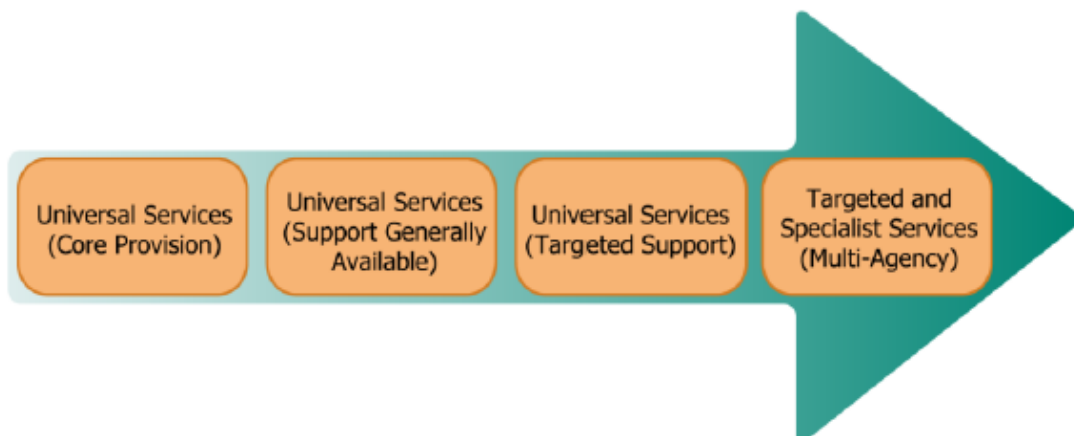 Universal Services
(Core Provision)
Universal Services
(Support Generally
Available)
Universal Services
(Targeted Support)
Targeted and
Specialist Services
(Multi-Agency)